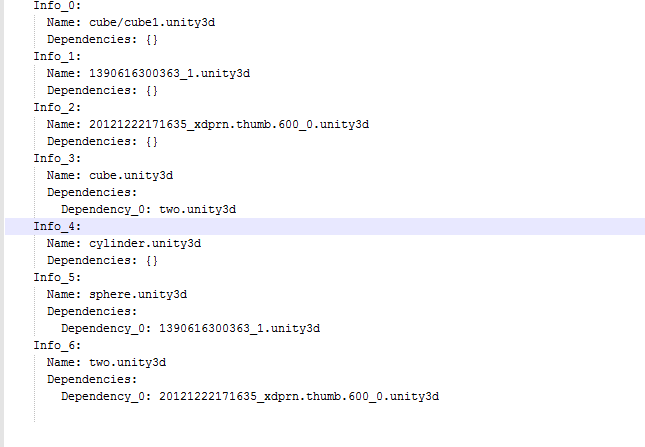 Info_0:
Name: cube/cube1.unity3d
Dependencies: {}
Info_1:
Name: 1390616300363_1.unity3d
Dependencies: {}
Info_2:
Name: 20121222171635_xdprn.thumb.600_0.unity3d
Dependencies: {}
Info_3:
Name: cube.unity3d
Dependencies:
Dependency_0: two.unity3d
Info_4:
Name: cylinder.unity3d
Dependencies: {}
Info_5:
Name: sphere.unity3d
Dependencies:
Dependency_0: 1390616300363_1.unity3d
Info_6:
Name: two.unity3d
Dependencies:
Dependency_0: 20121222171635_xdprn.thumb.600_0.unity3d